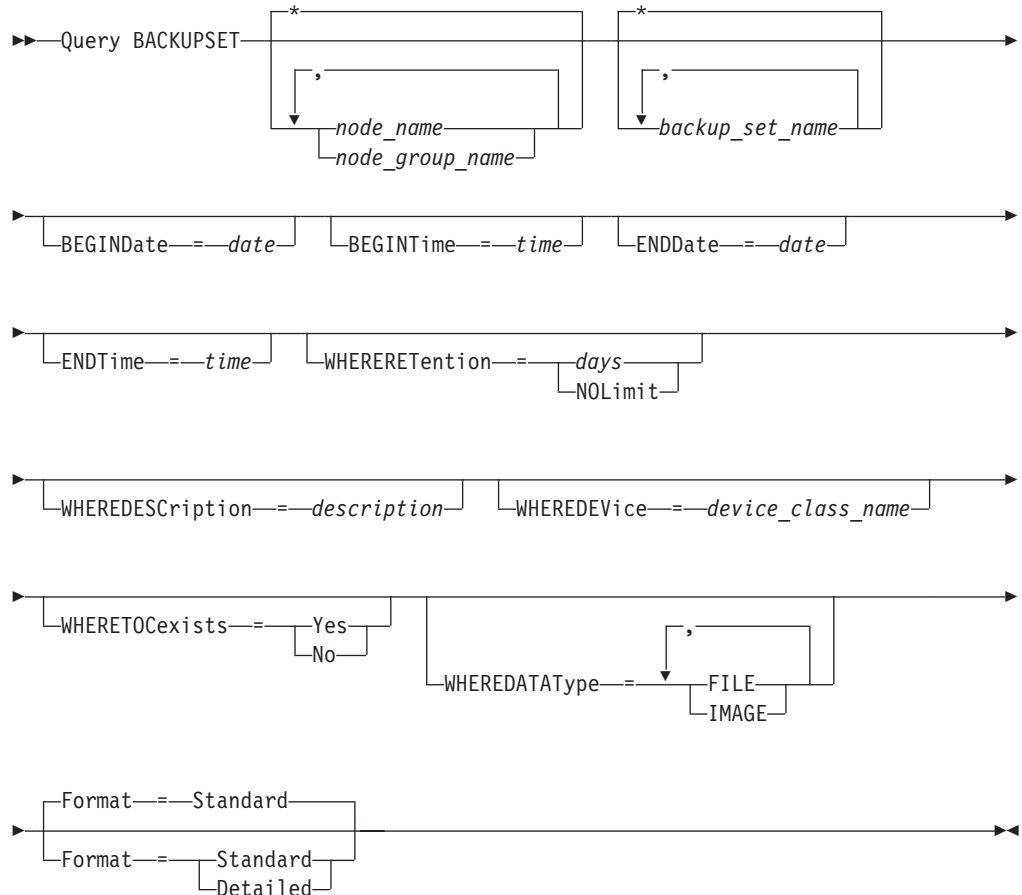 * *
Query BACKUPSET
, ,
node_name backup_set_name
node_group_name
BEGINDate = date BEGINTime = time ENDDate = date
ENDTime = time WHERERETention = days
NOLimit
WHEREDESCription = description WHEREDEVice = device_class_name
WHERETOCexists = Yes
No
,
WHEREDATAType = FILE
IMAGE
Format = Standard
Format = Standard
Detailed